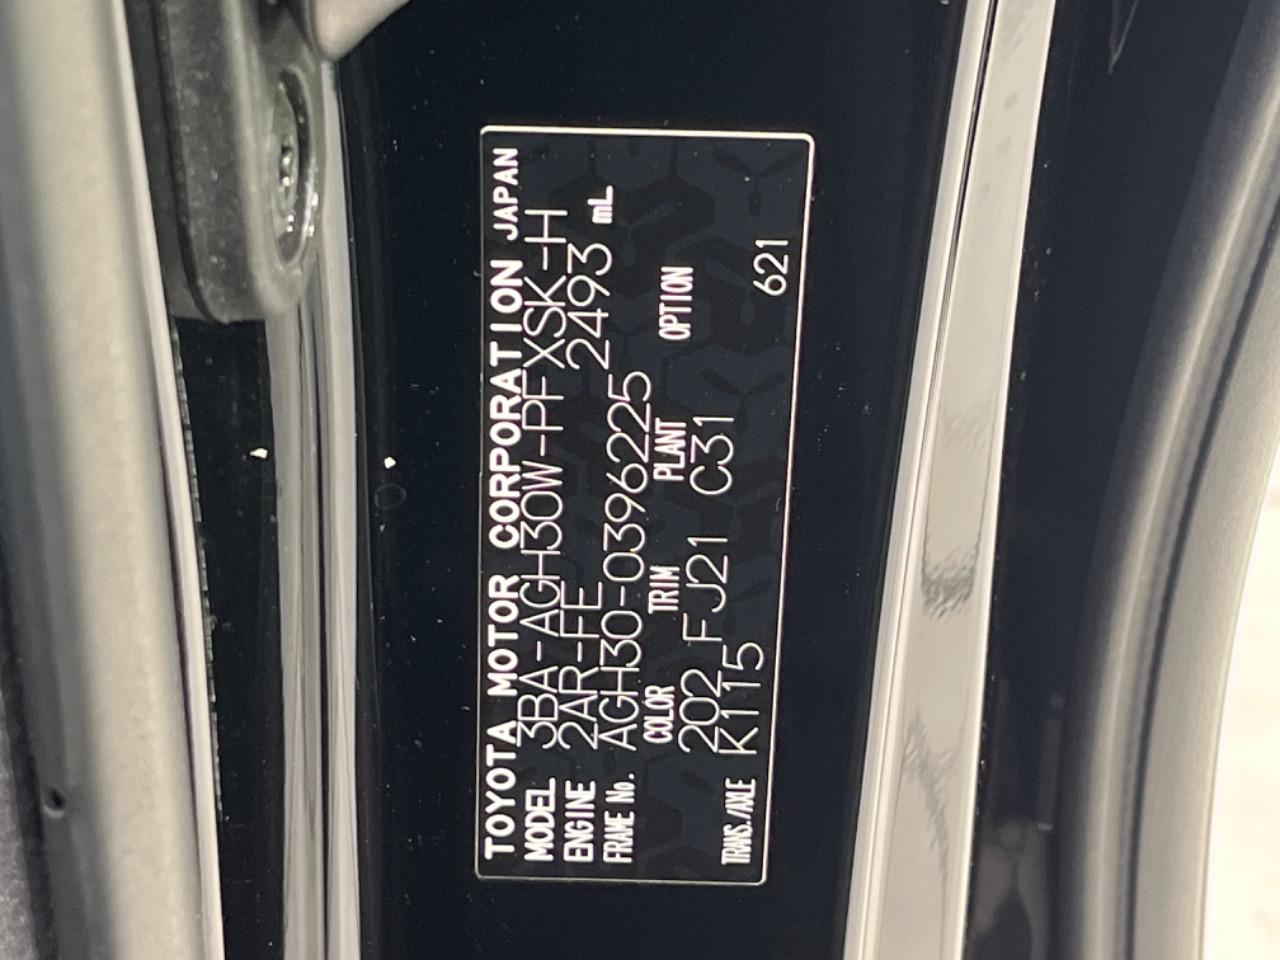 TOYOTA MOTOR CORPORATION JAPAN
MODEL 3BA-AGH30W-PFXSK-H
ENGINE 2AR-FE 2493 mL
FRAME No. AGH30-0396225
COLOR TRIM PLANT OPTION
202 FJ21 C31
TRANS./AXLE K115
621